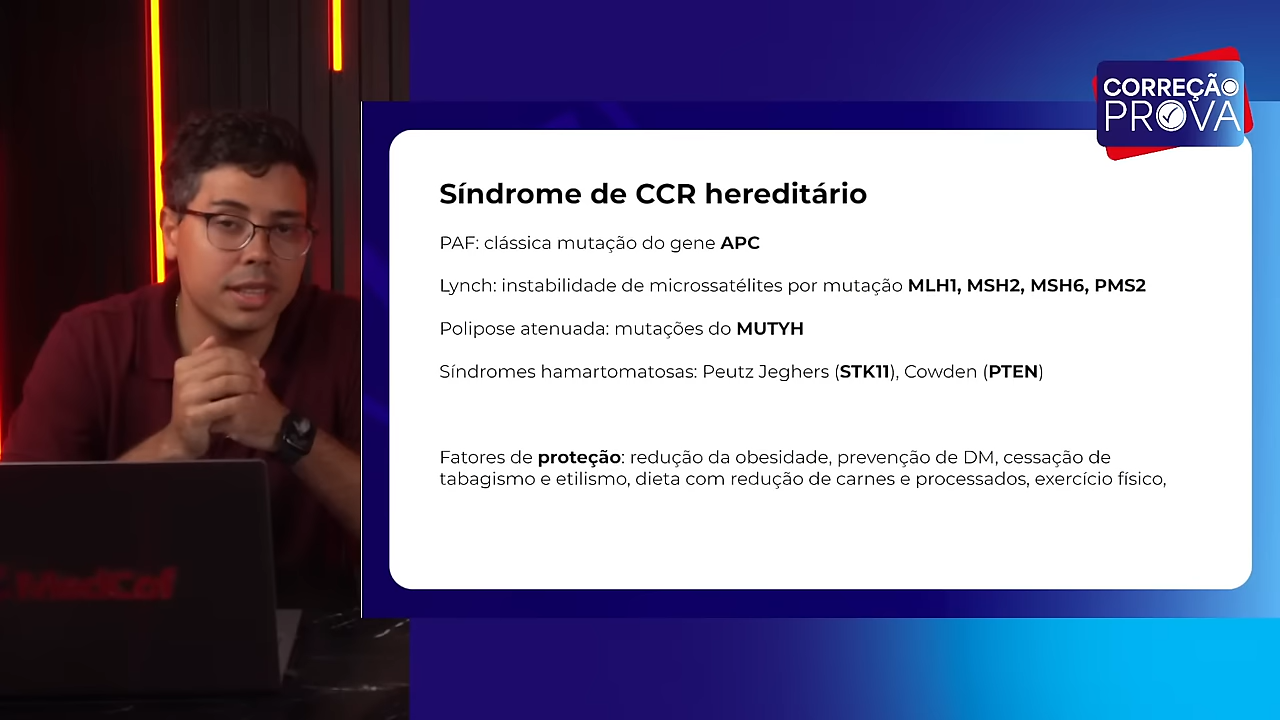 CORREÇÃO
PROVA
Síndrome de CCR hereditário
PAF: clássica mutação do gene APC
Lynch: instabilidade de microssatélites por mutação MLH1, MSH2, MSH6, PMS2
Polipose atenuada: mutações do MUTYH
Síndromes hamartomatosas: Peutz Jeghers (STK11), Cowden (PTEN)
Fatores de proteção: redução da obesidade, prevenção de DM, cessação de
tabagismo e etilismo, dieta com redução de carnes e processados, exercício físico,